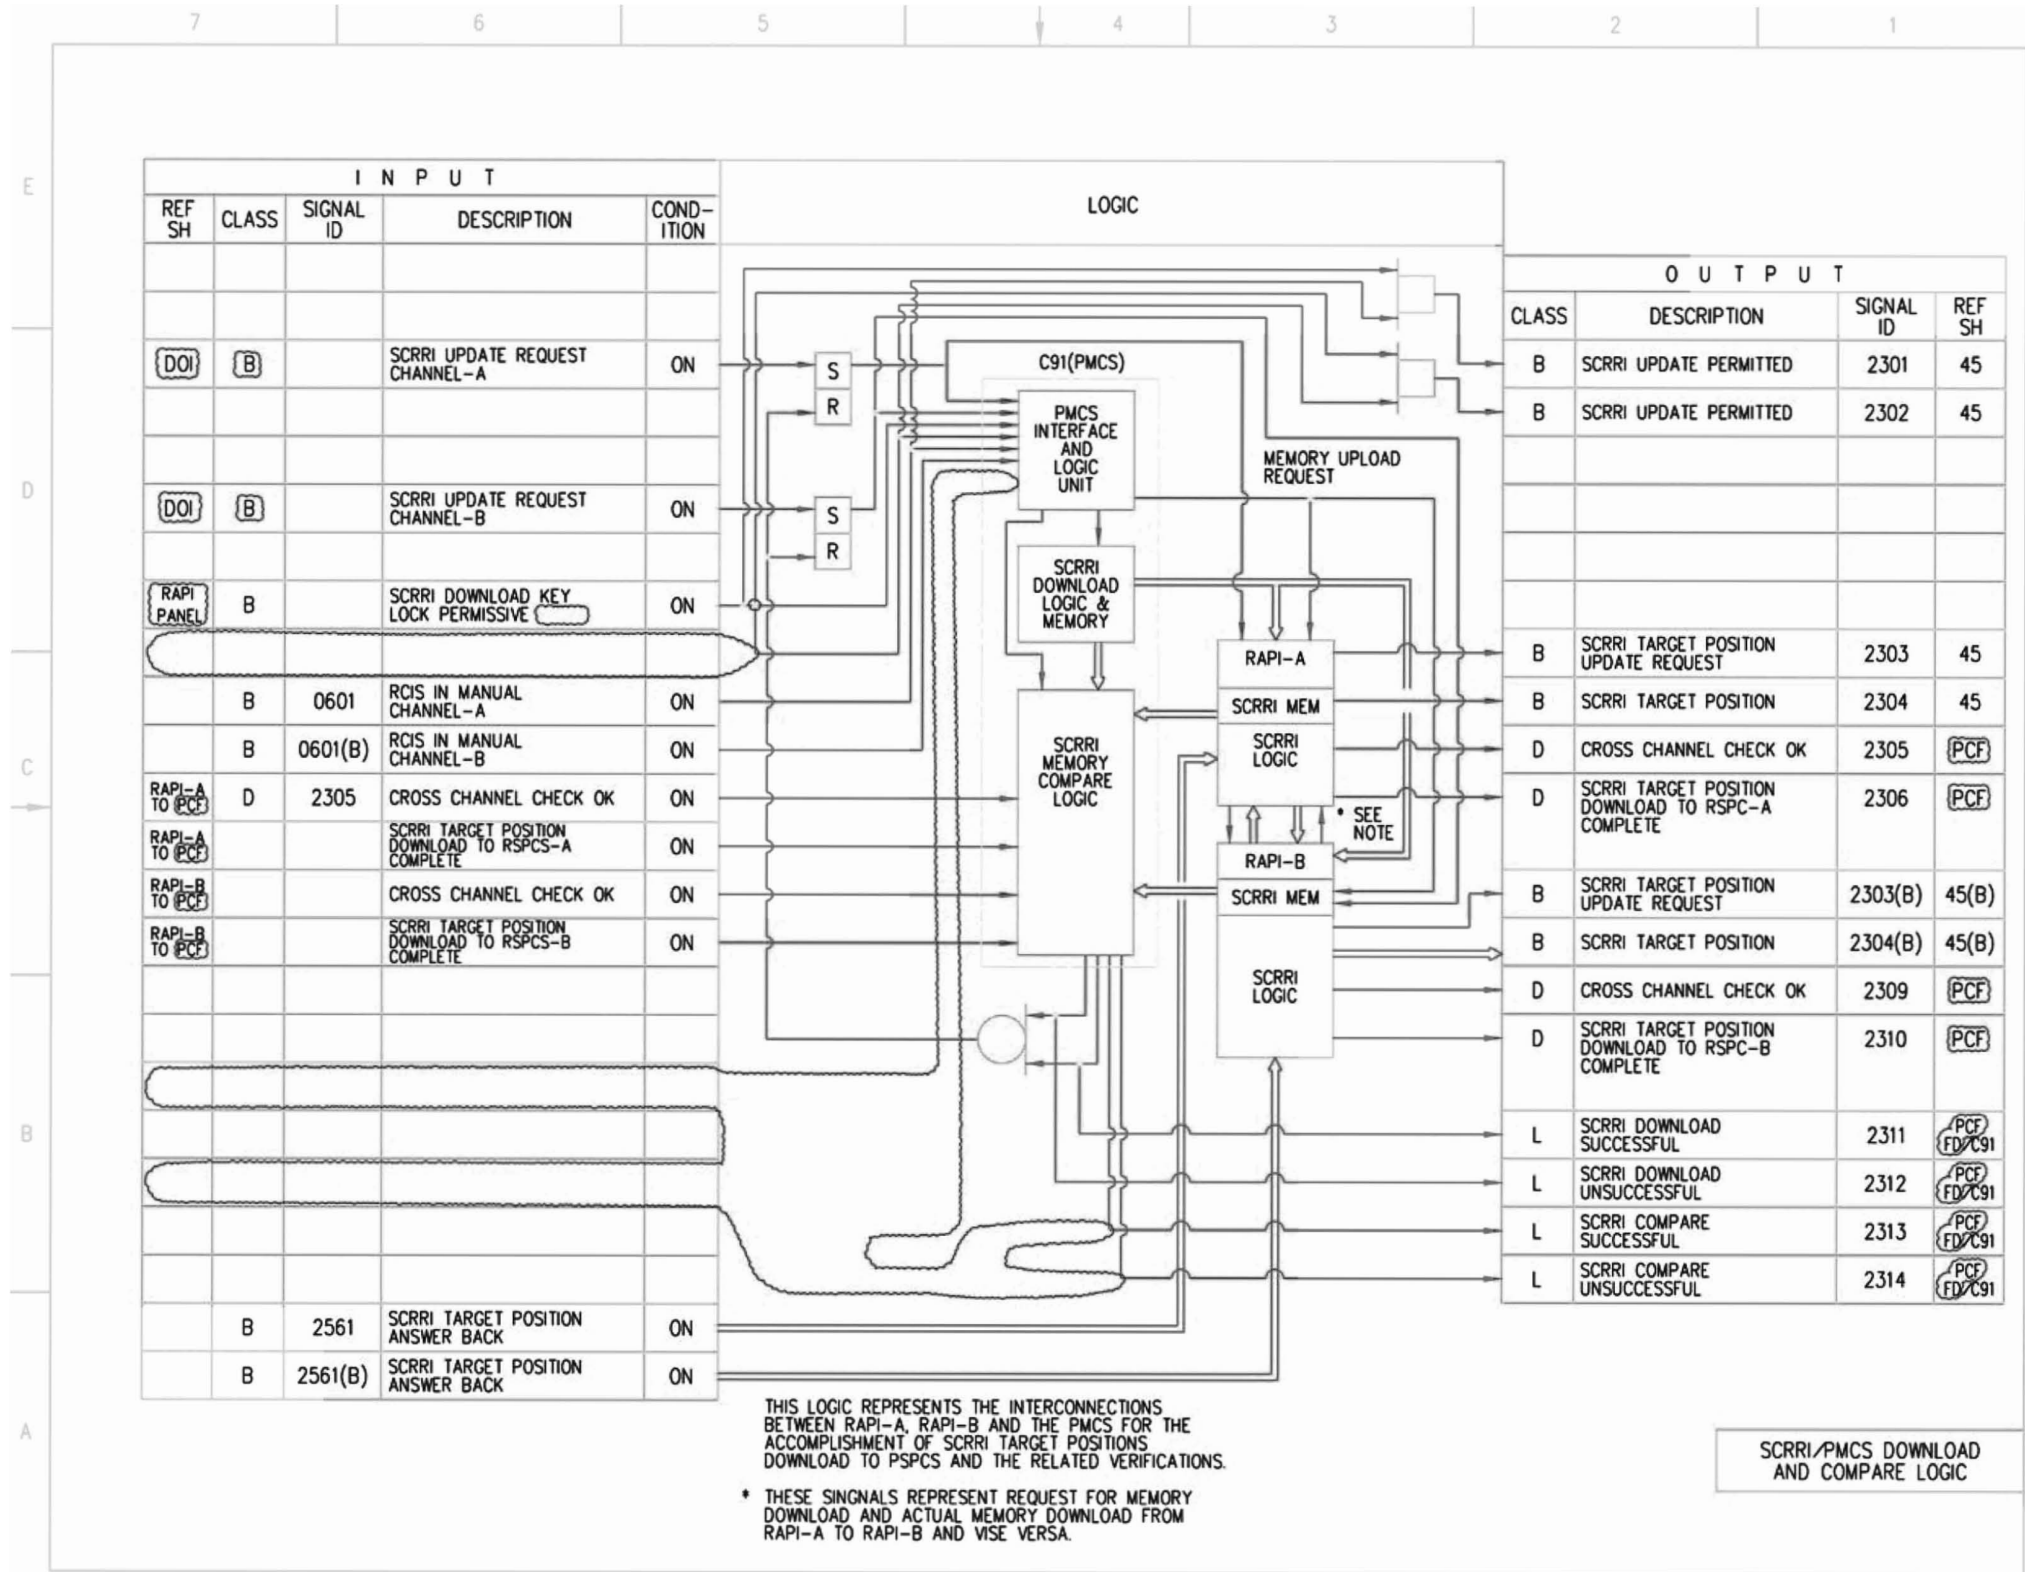 7 6 5 4 3 2 1
E
D
C
B
A
I N P U T
REF SH CLASS SIGNAL ID DESCRIPTION COND-ITION
DOI B SCRRI UPDATE REQUEST
CHANNEL-A ON
DOI B SCRRI UPDATE REQUEST
CHANNEL-B ON
RAPI
PANEL B SCRRI DOWNLOAD KEY
LOCK PERMISSIVE ON
B 0601 RCIS IN MANUAL
CHANNEL-A ON
B 0601(B) RCIS IN MANUAL
CHANNEL-B ON
RAPI-A
TO PCF D 2305 CROSS CHANNEL CHECK OK ON
RAPI-A
TO PCF SCRRI TARGET POSITION
DOWNLOAD TO RSPCS-A
COMPLETE ON
RAPI-B
TO PCF CROSS CHANNEL CHECK OK ON
RAPI-B
TO PCF SCRRI TARGET POSITION
DOWNLOAD TO RSPCS-B
COMPLETE ON
B 2561 SCRRI TARGET POSITION
ANSWER BACK ON
B 2561(B) SCRRI TARGET POSITION
ANSWER BACK ON
LOGIC
S
R
S
R
C91(PMCS)
PMCS
INTERFACE
AND
LOGIC
UNIT
MEMORY UPLOAD
REQUEST
SCRRI
DOWNLOAD
LOGIC &
MEMORY
SCRRI
MEMORY
COMPARE
LOGIC
RAPI-A
SCRRI MEM
SCRRI
LOGIC
* SEE
NOTE
RAPI-B
SCRRI MEM
SCRRI
LOGIC
O U T P U T
CLASS DESCRIPTION SIGNAL ID REF SH
B SCRRI UPDATE PERMITTED 2301 45
B SCRRI UPDATE PERMITTED 2302 45
B SCRRI TARGET POSITION
UPDATE REQUEST 2303 45
B SCRRI TARGET POSITION 2304 45
D CROSS CHANNEL CHECK OK 2305 PCF
D SCRRI TARGET POSITION
DOWNLOAD TO RSPC-A
COMPLETE 2306 PCF
B SCRRI TARGET POSITION
UPDATE REQUEST 2303(B) 45(B)
B SCRRI TARGET POSITION 2304(B) 45(B)
D CROSS CHANNEL CHECK OK 2309 PCF
D SCRRI TARGET POSITION
DOWNLOAD TO RSPC-B
COMPLETE 2310 PCF
L SCRRI DOWNLOAD
SUCCESSFUL 2311 PCF
FD/C91
L SCRRI DOWNLOAD
UNSUCCESSFUL 2312 PCF
FD/C91
L SCRRI COMPARE
SUCCESSFUL 2313 PCF
FD/C91
L SCRRI COMPARE
UNSUCCESSFUL 2314 PCF
FD/C91
THIS LOGIC REPRESENTS THE INTERCONNECTIONS
BETWEEN RAPI-A, RAPI-B AND THE PMCS FOR THE
ACCOMPLISHMENT OF SCRRI TARGET POSITIONS
DOWNLOAD TO PSPCS AND THE RELATED VERIFICATIONS.
* THESE SINGNALS REPRESENT REQUEST FOR MEMORY
DOWNLOAD AND ACTUAL MEMORY DOWNLOAD FROM
RAPI-A TO RAPI-B AND VISE VERSA.
SCRRI/PMCS DOWNLOAD
AND COMPARE LOGIC